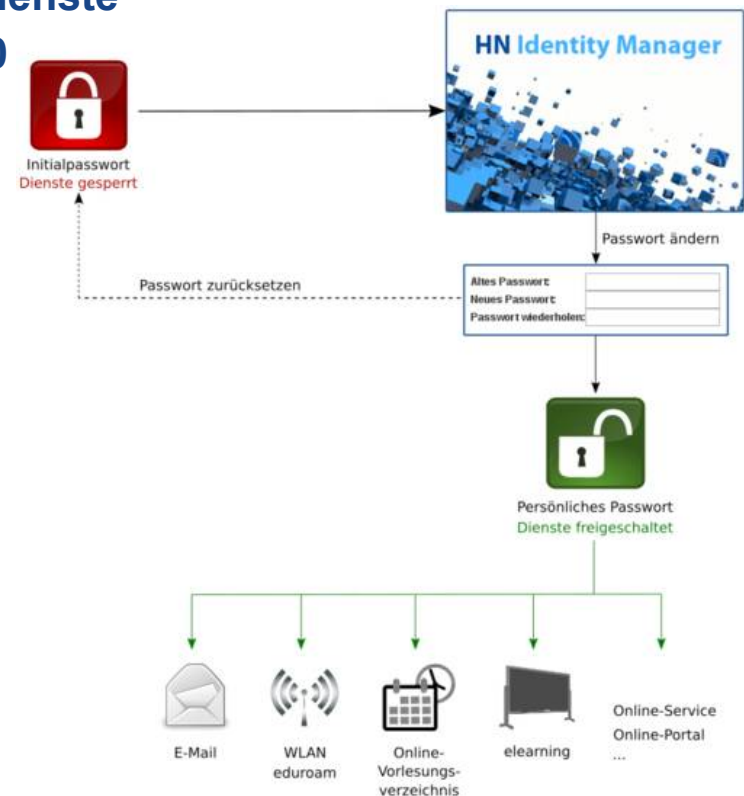 HN Identity Manager
Initialpasswort
Dienste gesperrt
Passwort ändern
Passwort zurücksetzen
Altes Passwort:
Neues Passwort:
Passwort wiederholen:
Persönliches Passwort
Dienste freigeschaltet
E-Mail
WLAN
eduroam
Online-
Vorlesungs-
verzeichnis
elearning
Online-Service
Online-Portal
...